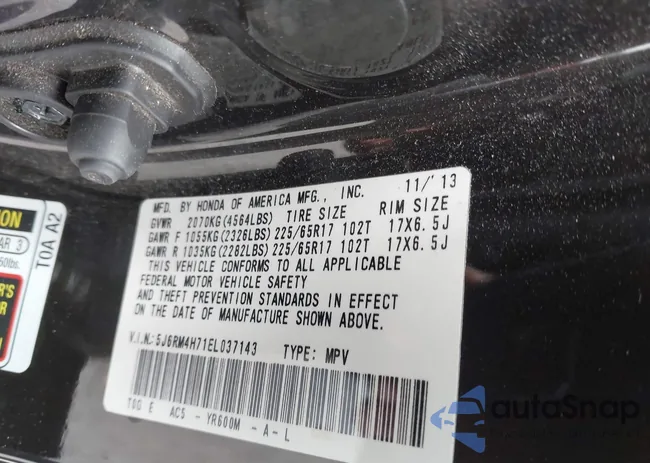 MFD. BY HONDA OF AMERICA MFG., INC. 11/'13
GVWR 2070KG(4564LBS) TIRE SIZE RIM SIZE
GAWR F 1055KG(2326LBS) 225/65R17 102T 17X6.5J
GAWR R 1035KG(2282LBS) 225/65R17 102T 17X6.5J
THIS VEHICLE CONFORMS TO ALL APPLICABLE
FEDERAL MOTOR VEHICLE SAFETY
AND THEFT PREVENTION STANDARDS IN EFFECT
ON THE DATE OF MANUFACTURE SHOWN ABOVE.
V.I.N.:5J6RM4H71EL037143 TYPE: MPV
T0G E AC5 - YR600M - A - L
T0A A2
autoSnap